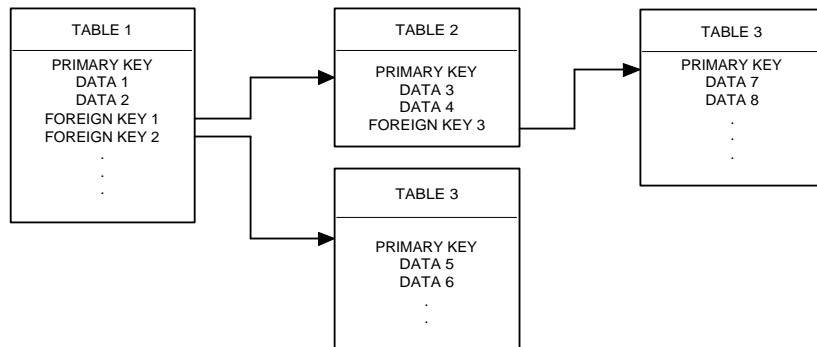 TABLE 1
PRIMARY KEY
DATA 1
DATA 2
FOREIGN KEY 1
FOREIGN KEY 2
.
.
.
TABLE 2
PRIMARY KEY
DATA 3
DATA 4
FOREIGN KEY 3
TABLE 3
PRIMARY KEY
DATA 7
DATA 8
.
.
.
TABLE 3
PRIMARY KEY
DATA 5
DATA 6
.
.